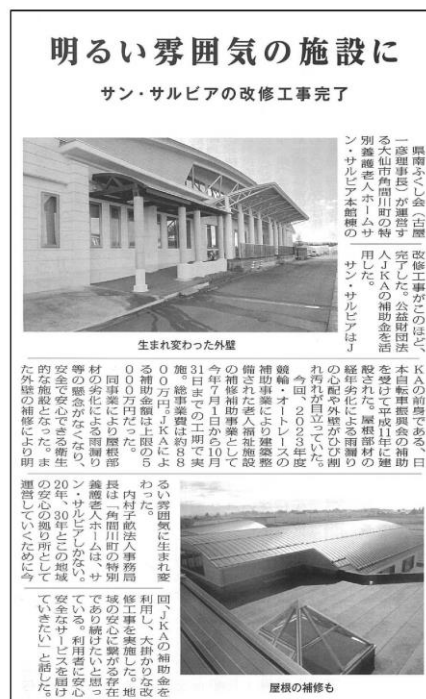 明るい雰囲気の施設に
サン・サルビアの改修工事完了
県南ふくし会（古屋
一彦理事長）が運営す
る大仙市角間川町の特
別養護老人ホームサ
ン・サルビア本館棟の
改修工事がこのほど、
完了した。公益財団法
人JKAの補助金を活
用した。
サン・サルビアはJ
生まれ変わった外壁
KAの前身である、日
本自転車振興会の補助
を受けて平成11年に建
設された。屋根部材の
経年劣化による雨漏り
の心配や外壁がひび割
れ汚れが目立っていた。
今回、2023年度
競輪・オートレースの
補助事業により建築整
備された老人福祉施設
の補修補助事業として
今年7月1日から10月
31日までの工期で実
施。総事業費は約88
00万円。JKAによ
る補助金額は上限の5
000万円だった。
同事業により屋根部
材の劣化による雨漏り
等の懸念がなくなり、
安全で安心できる衛生
的な施設となった。ま
た外壁の補修により明
るい雰囲気に生まれ変
わった。
内村子畝法人事務局
長は「角間川町の特別
養護老人ホームは、サ
ン・サルビアしかない。
20年、30年とこの地域
の安心の拠り所として
運営していくために今
回、JKAの補助金を
利用し、大掛かりな改
修工事を実施した。地
域の安心に繋がる存在
であり続けたいと思っ
ている。利用者に安心
安全なサービスを届け
ていきたい」と話した。
屋根の補修も